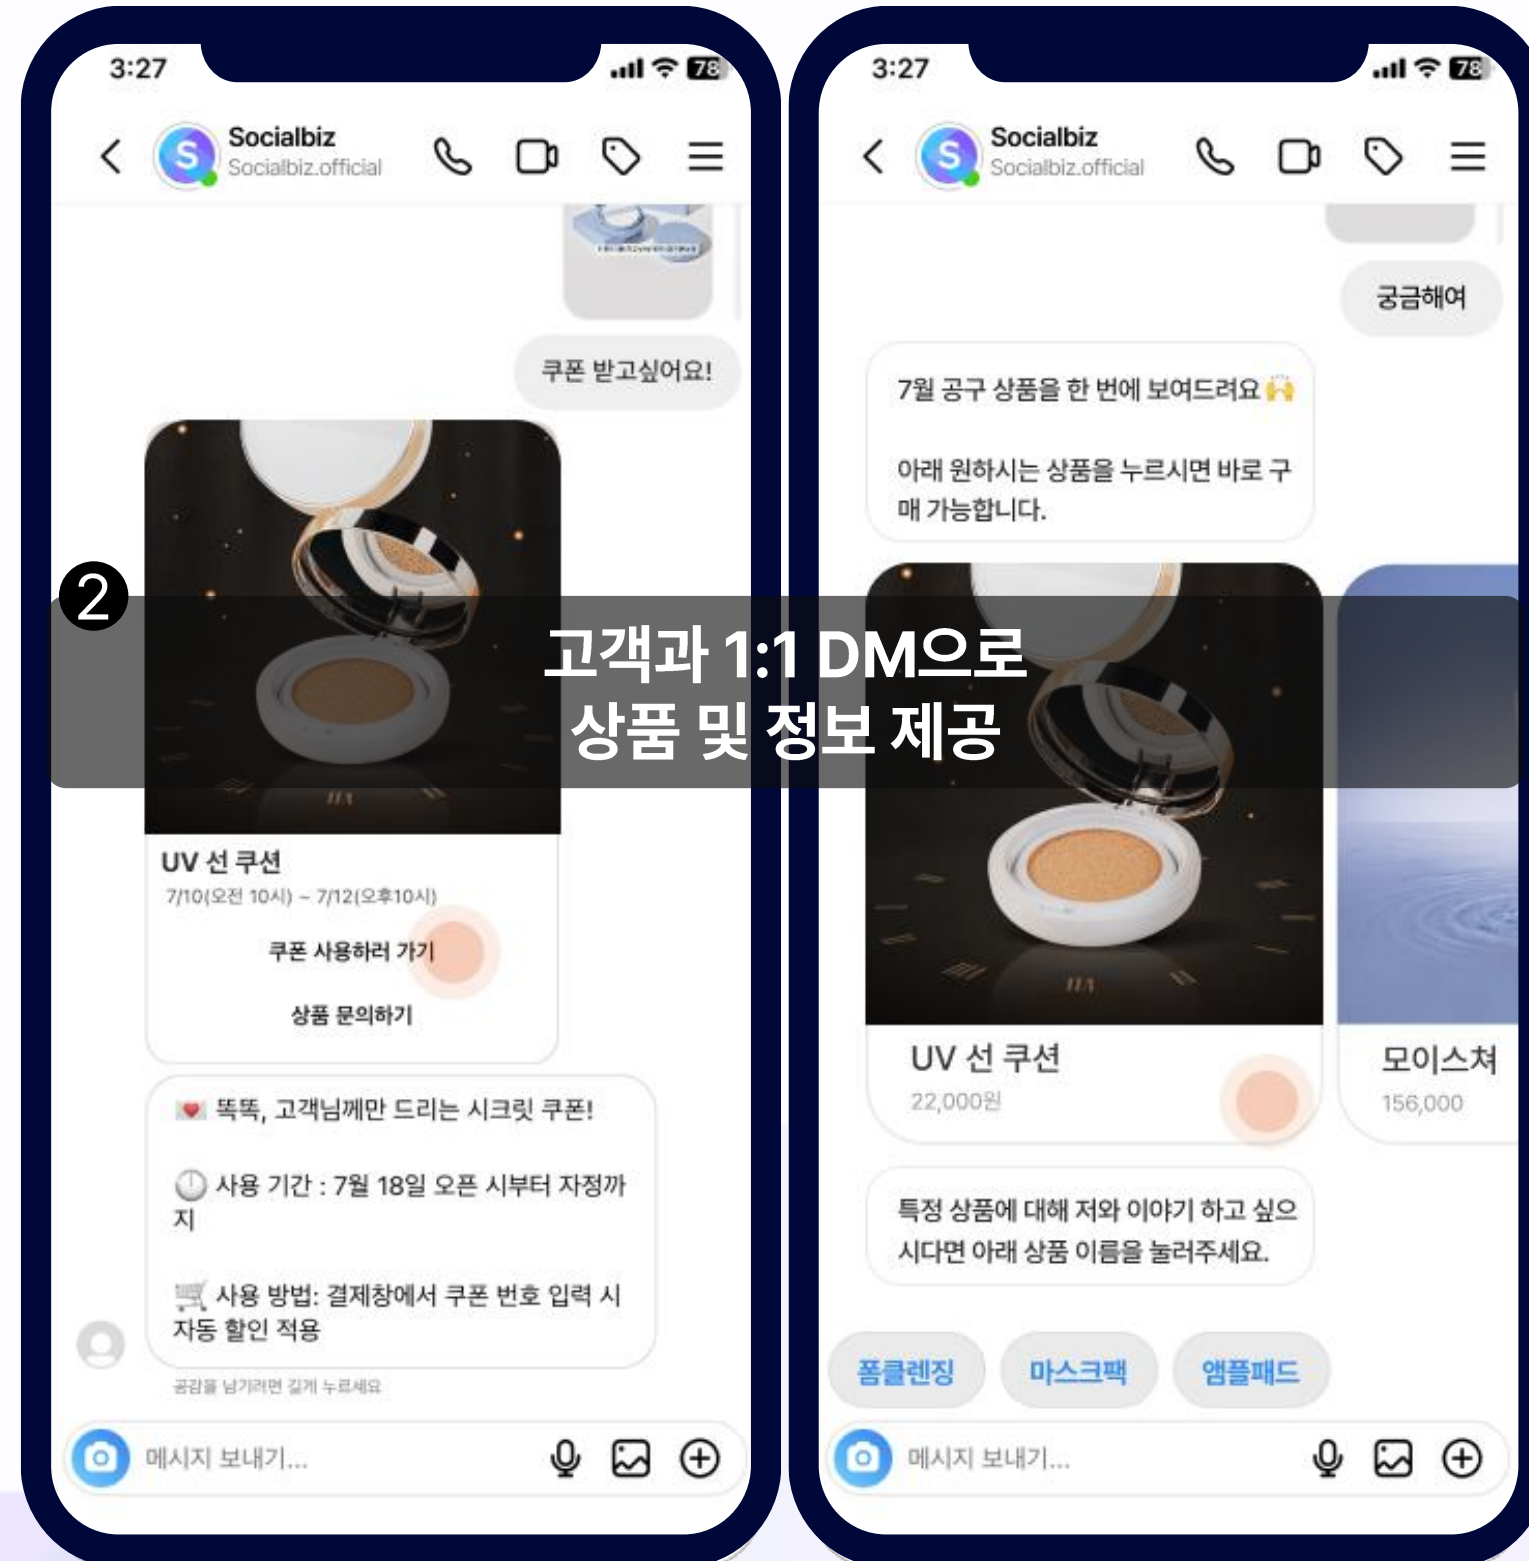 3:27
78
Socialbiz
Socialbiz.official
쿠폰 받고싶어요!
2
UV 선 쿠션
7/10(오전 10시) ~ 7/12(오후10시)
쿠폰 사용하러 가기
상품 문의하기
💌 똑똑, 고객님께만 드리는 시크릿 쿠폰!
🕛 사용 기간 : 7월 18일 오픈 시부터 자정까
지
🛒 사용 방법: 결제창에서 쿠폰 번호 입력 시
자동 할인 적용
공감을 남기려면 길게 누르세요
메시지 보내기...
고객과 1:1 DM으로
상품 및 정보 제공
3:27
78
Socialbiz
Socialbiz.official
궁금해여
7월 공구 상품을 한 번에 보여드려요 🙌
아래 원하시는 상품을 누르시면 바로 구
매 가능합니다.
UV 선 쿠션
22,000원
모이스쳐
156,000
특정 상품에 대해 저와 이야기 하고 싶으
시다면 아래 상품 이름을 눌러주세요.
폼클렌징
마스크팩
앰플패드
메시지 보내기...